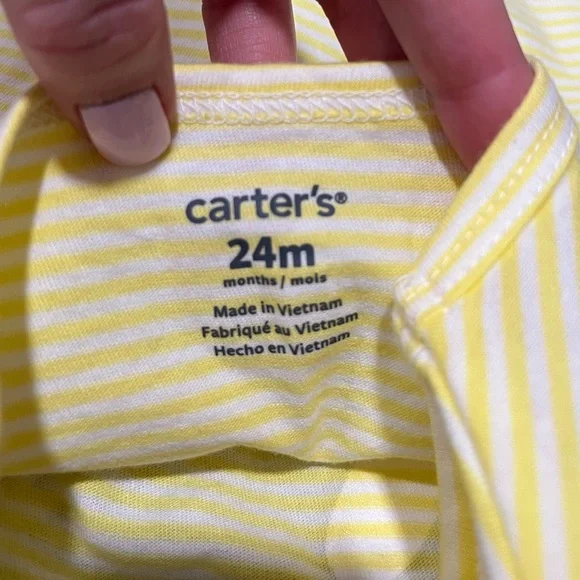 carter's®
24m
months / mois
Made in Vietnam
Fabriqué au Vietnam
Hecho en Vietnam